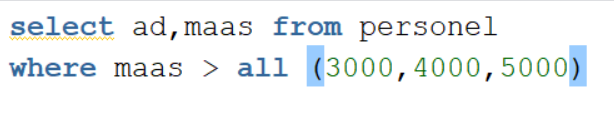 select ad,maas from personel
where maas > all (3000,4000,5000)